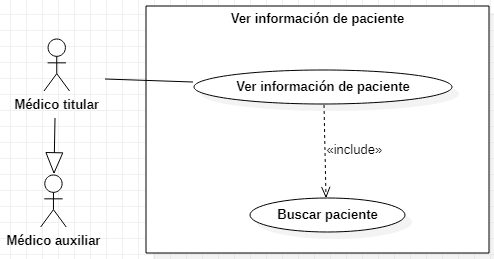 Ver información de paciente
Médico titular
Ver información de paciente
«include»
Buscar paciente
Médico auxiliar